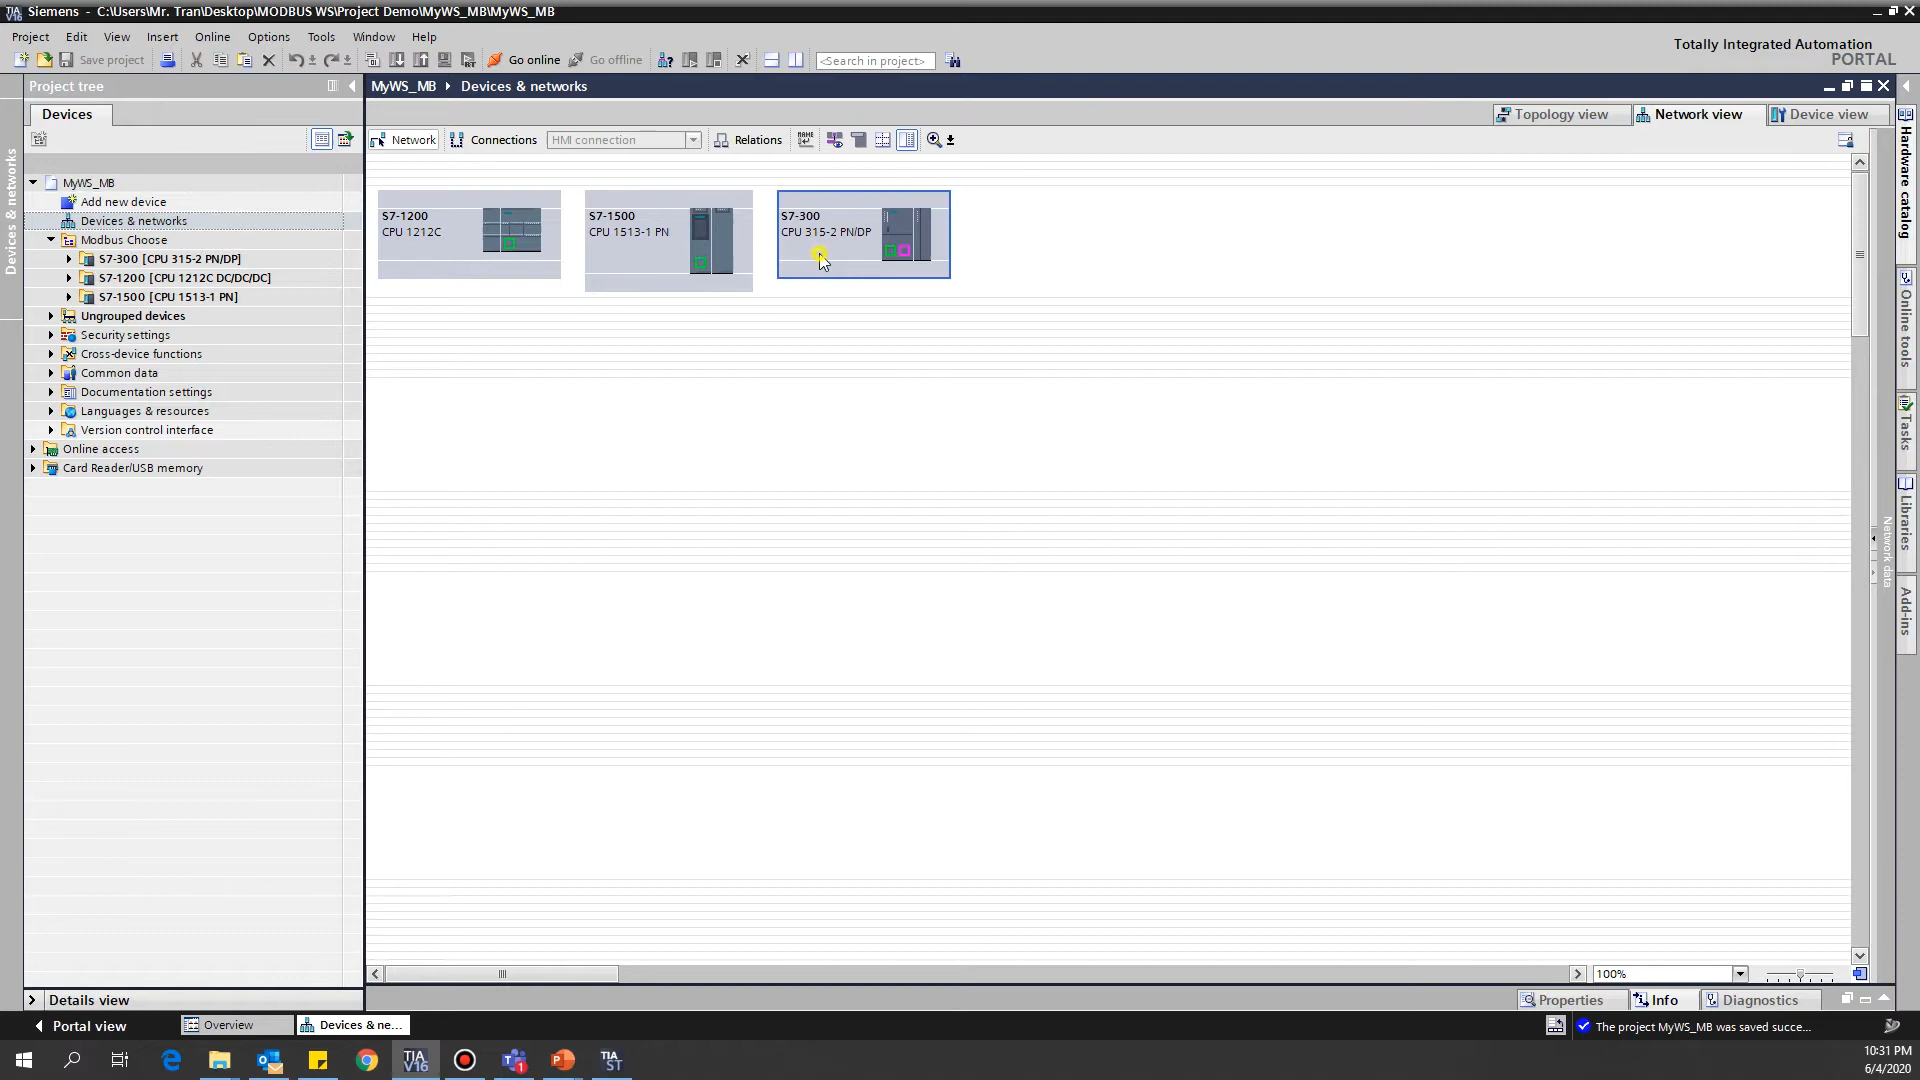 Siemens - C:\Users\Mr. Tran\Desktop\MODBUS WS\Project Demo\MyWS_MB\MyWS_MB
Project Edit View Insert Online Options Tools Window Help
Totally Integrated Automation
PORTAL
Save project
Go online
Go offline
<Search in project>
Project tree
MyWS_MB
Devices & networks
Devices
Topology view
Network view
Device view
Network
Connections
HMI connection
Relations
MyWS_MB
Add new device
Devices & networks
Modbus Choose
S7-300 [CPU 315-2 PN/DP]
S7-1200 [CPU 1212C DC/DC/DC]
S7-1500 [CPU 1513-1 PN]
Ungrouped devices
Security settings
Cross-device functions
Common data
Documentation settings
Languages & resources
Version control interface
Online access
Card Reader/USB memory
S7-1200
CPU 1212C
S7-1500
CPU 1513-1 PN
S7-300
CPU 315-2 PN/DP
Devices & networks
Hardware catalog
Online tools
Tasks
Libraries
Add-ins
Network data
100%
Details view
Properties
Info
Diagnostics
Portal view
Overview
Devices & ne...
The project MyWS_MB was saved succe...
TIA
V16
TIA
ST
10:31 PM
6/4/2020